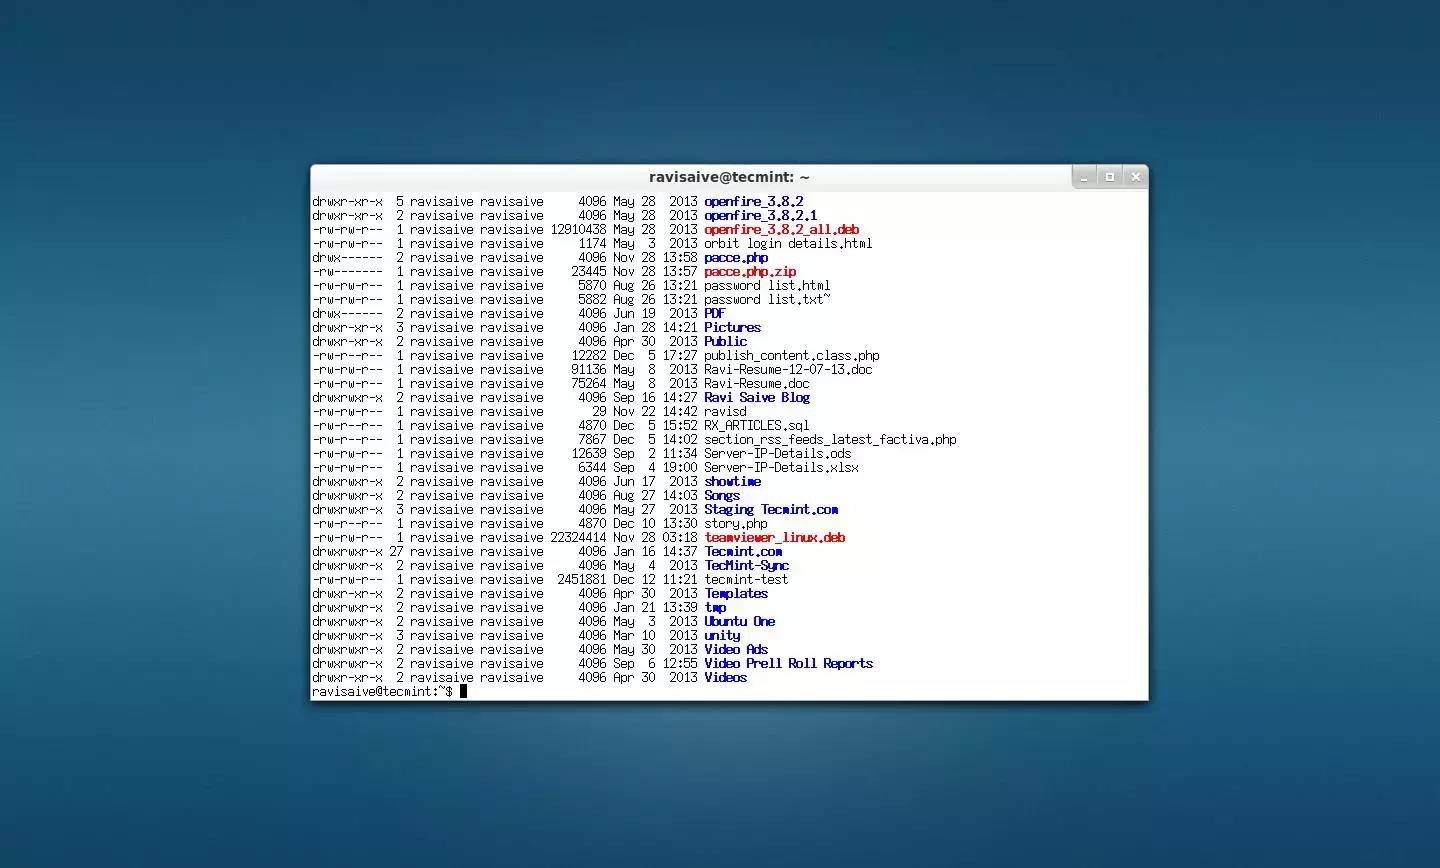 ravisaive@tecmint: ~
drwxr-xr-x  5 ravisaive ravisaive     4096 May 28  2013 openfire_3.8.2
drwxr-xr-x  2 ravisaive ravisaive     4096 May 28  2013 openfire_3.8.2.1
-rw-rw-r--  1 ravisaive ravisaive 12910438 May 28  2013 openfire_3.8.2_all.deb
-rw-rw-r--  1 ravisaive ravisaive     1174 May  3  2013 orbit login details.html
drwx------  2 ravisaive ravisaive     4096 Nov 28 13:58 pacce.php
-rw-------  1 ravisaive ravisaive    23445 Nov 28 13:57 pacce.php.zip
-rw-rw-r--  1 ravisaive ravisaive     5870 Aug 26 13:21 password list.html
-rw-rw-r--  1 ravisaive ravisaive     5882 Aug 26 13:21 password list.txt~
drwx------  2 ravisaive ravisaive     4096 Jun 19  2013 PDF
drwxr-xr-x  3 ravisaive ravisaive     4096 Jan 28 14:21 Pictures
drwxr-xr-x  2 ravisaive ravisaive     4096 Apr 30  2013 Public
-rw-r--r--  1 ravisaive ravisaive    12282 Dec  5 17:27 publish_content.class.php
-rw-rw-r--  1 ravisaive ravisaive    91136 May  8  2013 Ravi-Resume-12-07-13.doc
-rw-rw-r--  1 ravisaive ravisaive    75264 May  8  2013 Ravi-Resume.doc
drwxrwxr-x  2 ravisaive ravisaive     4096 Sep 16 14:27 Ravi Saive Blog
-rw-rw-r--  1 ravisaive ravisaive       29 Nov 22 14:42 ravisd
-rw-rw-r--  1 ravisaive ravisaive     4870 Dec  5 15:52 RX_ARTICLES.sql
-rw-rw-r--  1 ravisaive ravisaive     7867 Dec  5 14:02 section_rss_feeds_latest_factiva.php
-rw-rw-r--  1 ravisaive ravisaive    12639 Sep  2 11:34 Server-IP-Details.ods
-rw-rw-r--  1 ravisaive ravisaive     6344 Sep  4 19:00 Server-IP-Details.xlsx
drwxrwxr-x  2 ravisaive ravisaive     4096 Jun 17  2013 showtime
drwxrwxr-x  2 ravisaive ravisaive     4096 Aug 27 14:03 Songs
drwxrwxr-x  3 ravisaive ravisaive     4096 May 27  2013 Staging Tecmint.com
-rw-r--r--  1 ravisaive ravisaive     4870 Dec 10 13:30 story.php
-rw-rw-r--  1 ravisaive ravisaive 22324414 Nov 28 03:18 teamviewer_linux.deb
drwxrwxr-x 27 ravisaive ravisaive     4096 Jan 16 14:37 Tecmint.com
drwxrwxr-x  2 ravisaive ravisaive     4096 May  4  2013 TecMint-Sync
-rw-rw-r--  1 ravisaive ravisaive  2451881 Dec 12 11:21 tecmint-test
drwxr-xr-x  2 ravisaive ravisaive     4096 Apr 30  2013 Templates
drwxrwxr-x  2 ravisaive ravisaive     4096 Jan 21 13:39 tmp
drwxrwxr-x  2 ravisaive ravisaive     4096 May  3  2013 Ubuntu One
drwxrwxr-x  3 ravisaive ravisaive     4096 Mar 10  2013 unity
drwxrwxr-x  2 ravisaive ravisaive     4096 May 30  2013 Video Ads
drwxrwxr-x  2 ravisaive ravisaive     4096 Sep  6 12:55 Video Prell Roll Reports
drwxr-xr-x  2 ravisaive ravisaive     4096 Apr 30  2013 Videos
ravisaive@tecmint:~$